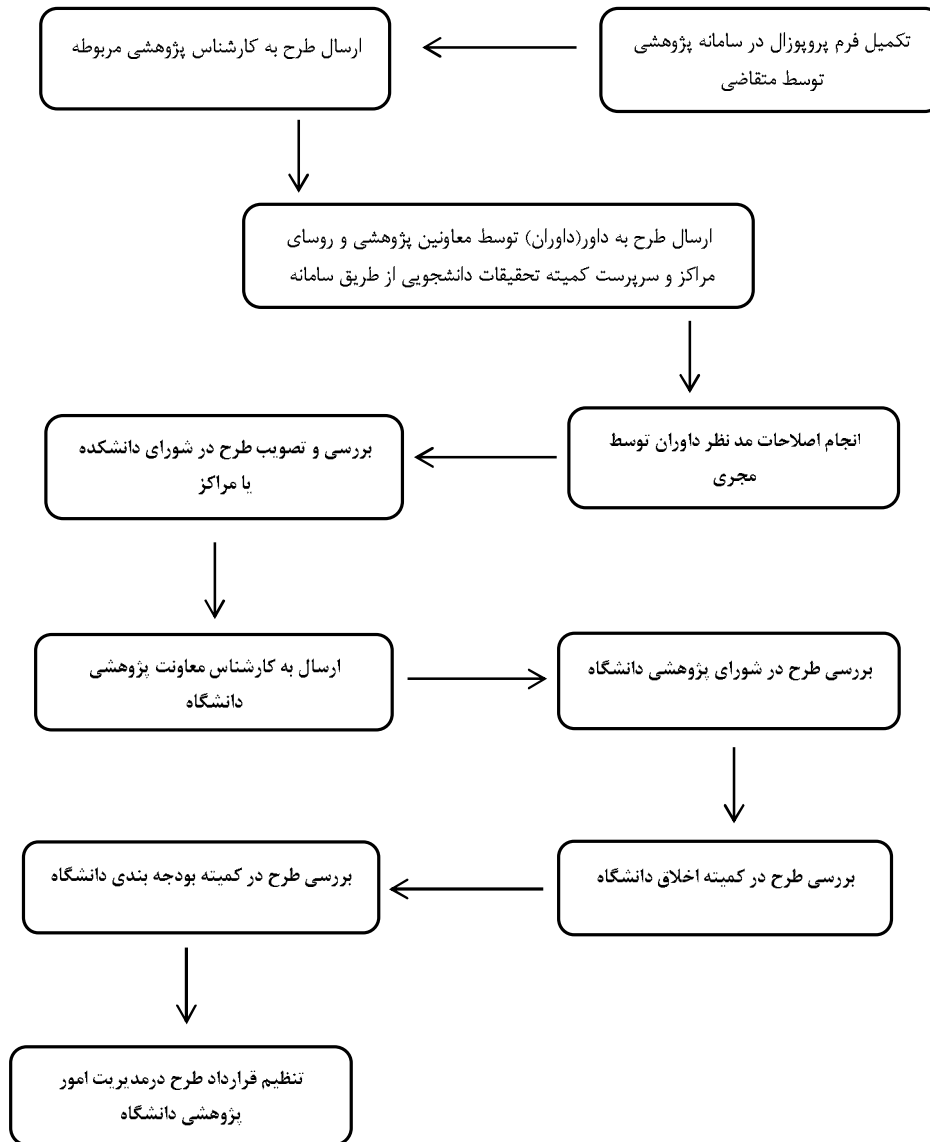 تکمیل فرم پروپوزال در سامانه پژوهشی
توسط متقاضی
ارسال طرح به کارشناس پژوهشی مربوطه
ارسال طرح به داور(داوران) توسط معاونین پژوهشی و روسای
مراکز و سرپرست کمیته تحقیقات دانشجویی از طریق سامانه
انجام اصلاحات مد نظر داوران توسط
مجری
بررسی و تصویب طرح در شورای دانشکده
یا مراکز
ارسال به کارشناس معاونت پژوهشی
دانشگاه
بررسی طرح در شورای پژوهشی دانشگاه
بررسی طرح در کمیته اخلاق دانشگاه
بررسی طرح در کمیته بودجه بندی دانشگاه
تنظیم قرارداد طرح درمدیریت امور
پژوهشی دانشگاه